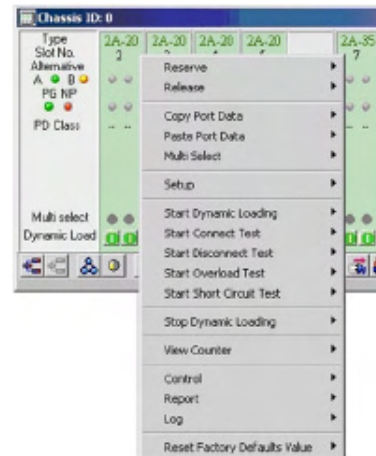 Chassis ID: 0
Type 2A-20 2A-20 2A-20 2A-20 2A-35
Slot No. 2 7
Alternative
A B
PG NP
PD Class -- --
Multi select
Dynamic Load
Reserve
Release
Copy Port Data
Paste Port Data
Multi Select
Setup
Start Dynamic Loading
Start Connect Test
Start Disconnect Test
Start Overload Test
Start Short Circuit Test
Stop Dynamic Loading
View Counter
Control
Report
Log
Reset Factory Defaults Value